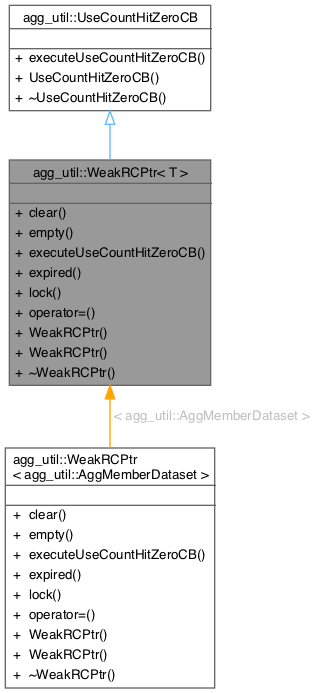 agg_util::UseCountHitZeroCB
+ executeUseCountHitZeroCB()
+ UseCountHitZeroCB()
+ ~UseCountHitZeroCB()
agg_util::WeakRCPtr< T >
+ clear()
+ empty()
+ executeUseCountHitZeroCB()
+ expired()
+ lock()
+ operator=()
+ WeakRCPtr()
+ WeakRCPtr()
+ ~WeakRCPtr()
< agg_util::AggMemberDataset >
agg_util::WeakRCPtr
< agg_util::AggMemberDataset >
+ clear()
+ empty()
+ executeUseCountHitZeroCB()
+ expired()
+ lock()
+ operator=()
+ WeakRCPtr()
+ WeakRCPtr()
+ ~WeakRCPtr()